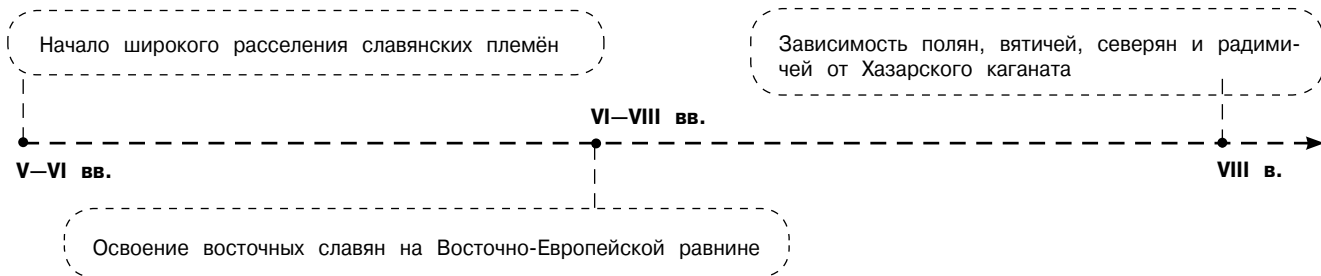 Начало широкого расселения славянских племён
Зависимость полян, вятичей, северян и радими-
чей от Хазарского каганата
VI—VIII вв.
V—VI вв.
VIII в.
Освоение восточных славян на Восточно-Европейской равнине